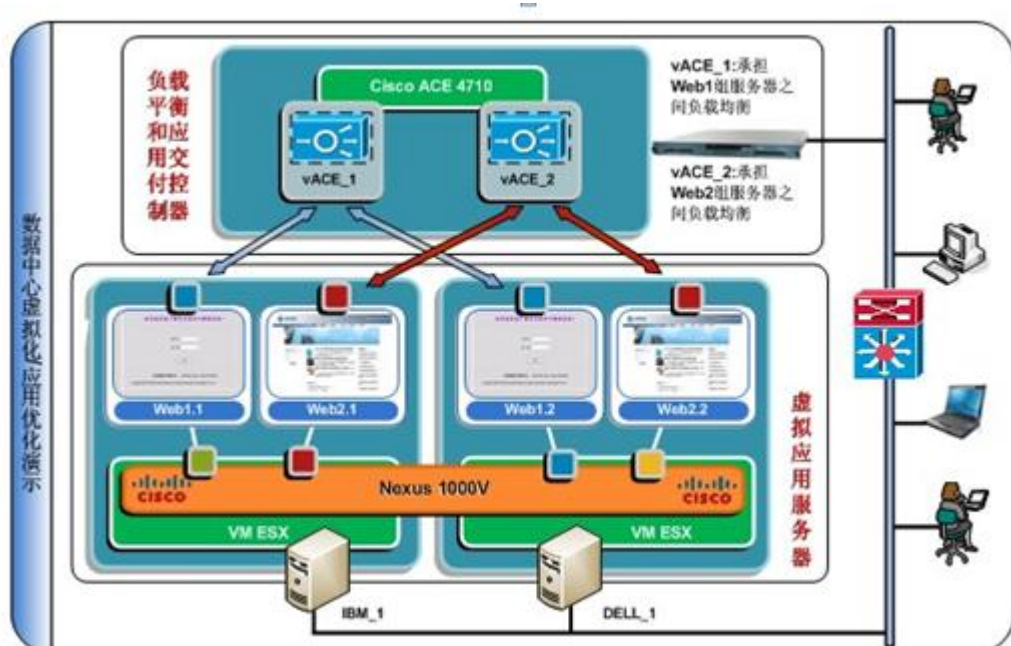 数据中心虚拟化应用优化演示
负载
平衡
和应
用交
付控
制器
Cisco ACE 4710
vACE_1
vACE_2
vACE_1:承担
Web1组服务器之
间负载均衡
vACE_2:承担
Web2组服务器之
间负载均衡
Web1.1
Web2.1
Web1.2
Web2.2
虚拟应用服务器
CISCO
Nexus 1000V
CISCO
VM ESX
VM ESX
IBM_1
DELL_1